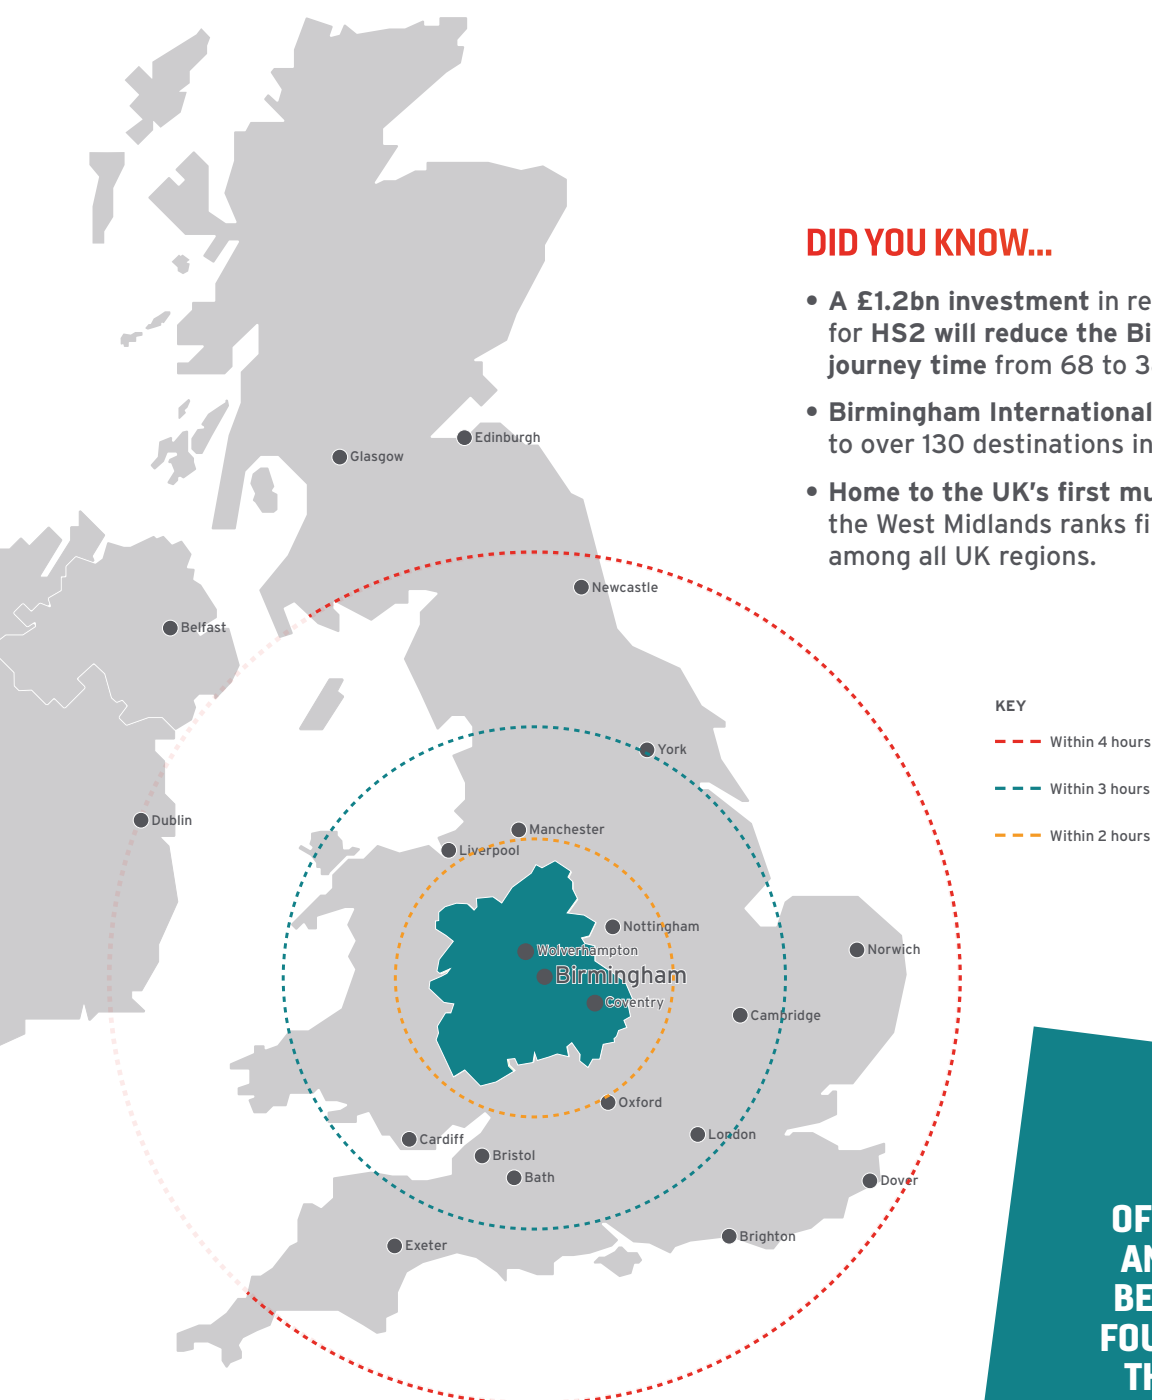 DID YOU KNOW...
• A £1.2bn investment in re
for HS2 will reduce the Bi
journey time from 68 to 3
• Birmingham International
to over 130 destinations in
• Home to the UK's first mu
the West Midlands ranks fi
among all UK regions.
Edinburgh
Glasgow
Newcastle
Belfast
KEY
Within 4 hours
York
Within 3 hours
Dublin
Manchester
Within 2 hours
Liverpool
Nottingham
Wolverhampton
Norwich
Birmingham
Coventry
Cambridge
Oxford
London
Cardiff
Bristol
Bath
Dover
Brighton
Exeter
OF
AN
BE
FOU
TH